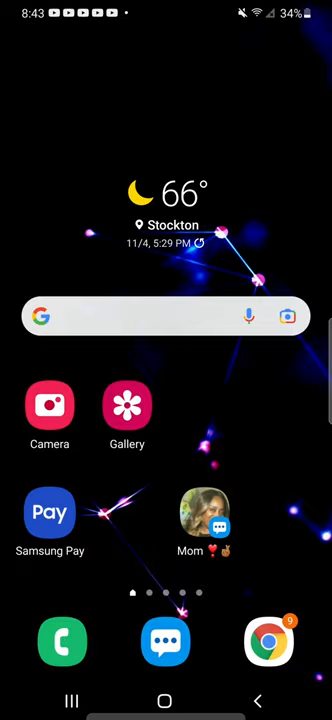 8:43
34%
66°
Stockton
11/4, 5:29 PM
G
Camera
Gallery
Pay
Samsung Pay
Mom ❣️🤞🏾
9